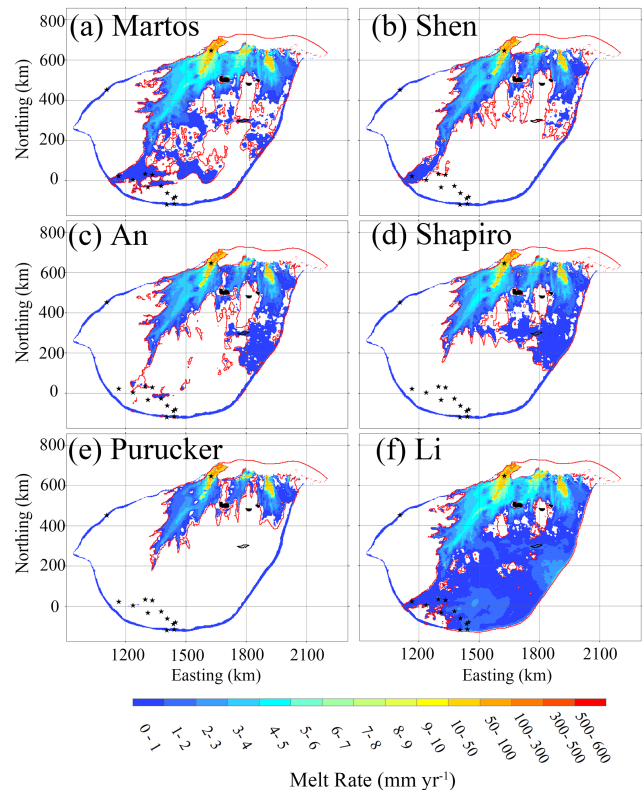 (a) Martos
(b) Shen
800
600
400
200
0
Northing (km)
(c) An
(d) Shapiro
800
600
400
200
0
Northing (km)
(e) Purucker
(f) Li
800
600
400
200
0
Northing (km)
1200 1500 1800 2100 1200 1500 1800 2100
Easting (km) Easting (km)
0-1 1-2 2-3 3-4 4-5 5-6 6-7 7-8 8-9 9-10 10-50 50-100 100-300 300-500 500-600
Melt Rate (mm yr⁻¹)